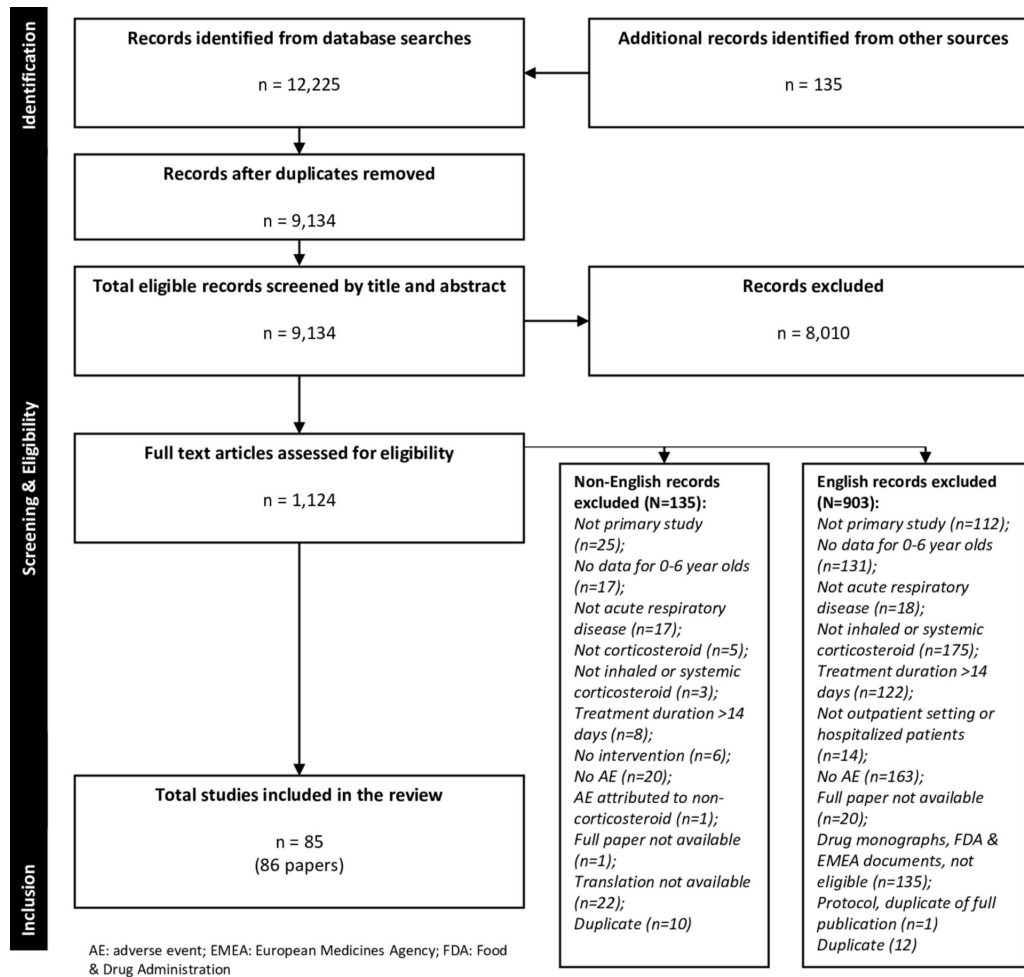 Identification
Records identified from database searches
n = 12,225
Additional records identified from other sources
n = 135
Records after duplicates removed
n = 9,134
Screening & Eligibility
Total eligible records screened by title and abstract
n = 9,134
Records excluded
n = 8,010
Full text articles assessed for eligibility
n = 1,124
Non-English records
excluded (N=135):
Not primary study
(n=25);
No data for 0-6 year olds
(n=17);
Not acute respiratory
disease (n=17);
Not corticosteroid (n=5);
Not inhaled or systemic
corticosteroid (n=3);
Treatment duration >14
days (n=8);
No intervention (n=6);
No AE (n=20);
AE attributed to non-
corticosteroid (n=1);
Full paper not available
(n=1);
Translation not available
(n=22);
Duplicate (n=10)
English records excluded
(N=903):
Not primary study (n=112);
No data for 0-6 year olds
(n=131);
Not acute respiratory
disease (n=18);
Not inhaled or systemic
corticosteroid (n=175);
Treatment duration >14
days (n=122);
Not outpatient setting or
hospitalized patients
(n=14);
No AE (n=163);
Full paper not available
(n=20);
Drug monographs, FDA &
EMEA documents, not
eligible (n=135);
Protocol, duplicate of full
publication (n=1)
Duplicate (12)
Inclusion
Total studies included in the review
n = 85
(86 papers)
AE: adverse event; EMEA: European Medicines Agency; FDA: Food
& Drug Administration